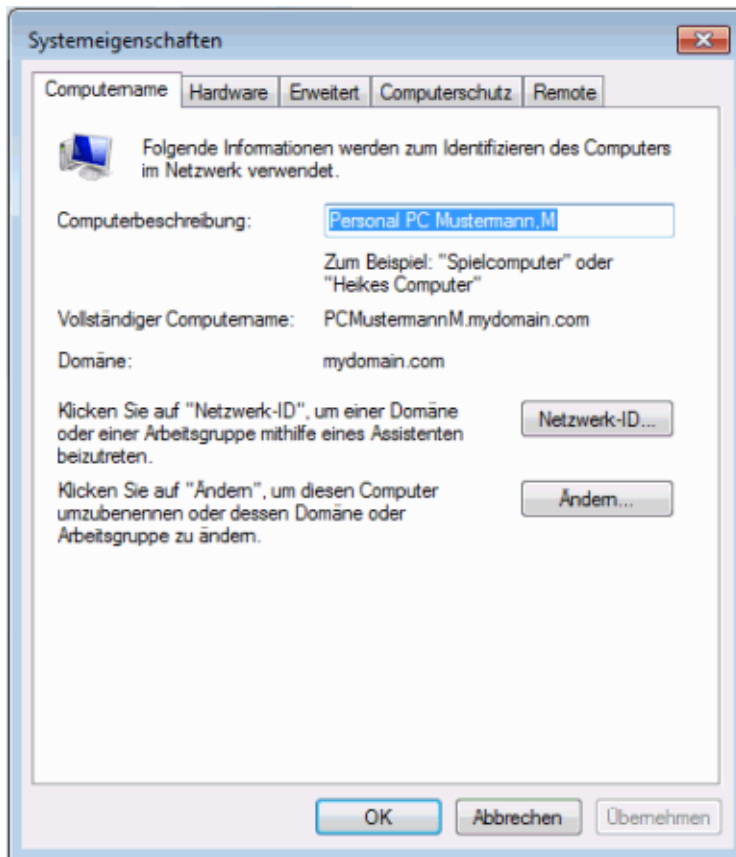 Systemeigenschaften
Computername
Hardware
Erweitert
Computerschutz
Remote
Folgende Informationen werden zum Identifizieren des Computers
im Netzwerk verwendet.
Computerbeschreibung:
Personal PC Mustermann,M
Zum Beispiel: "Spielcomputer" oder
"Heikes Computer"
Vollständiger Computername:
PCMustermannM.mydomain.com
Domäne:
mydomain.com
Klicken Sie auf "Netzwerk-ID", um einer Domäne
oder einer Arbeitsgruppe mithilfe eines Assistenten
beizutreten.
Netzwerk-ID...
Klicken Sie auf "Ändern", um diesen Computer
umzubenennen oder dessen Domäne oder
Arbeitsgruppe zu ändern.
Ändern...
OK
Abbrechen
Übernehmen